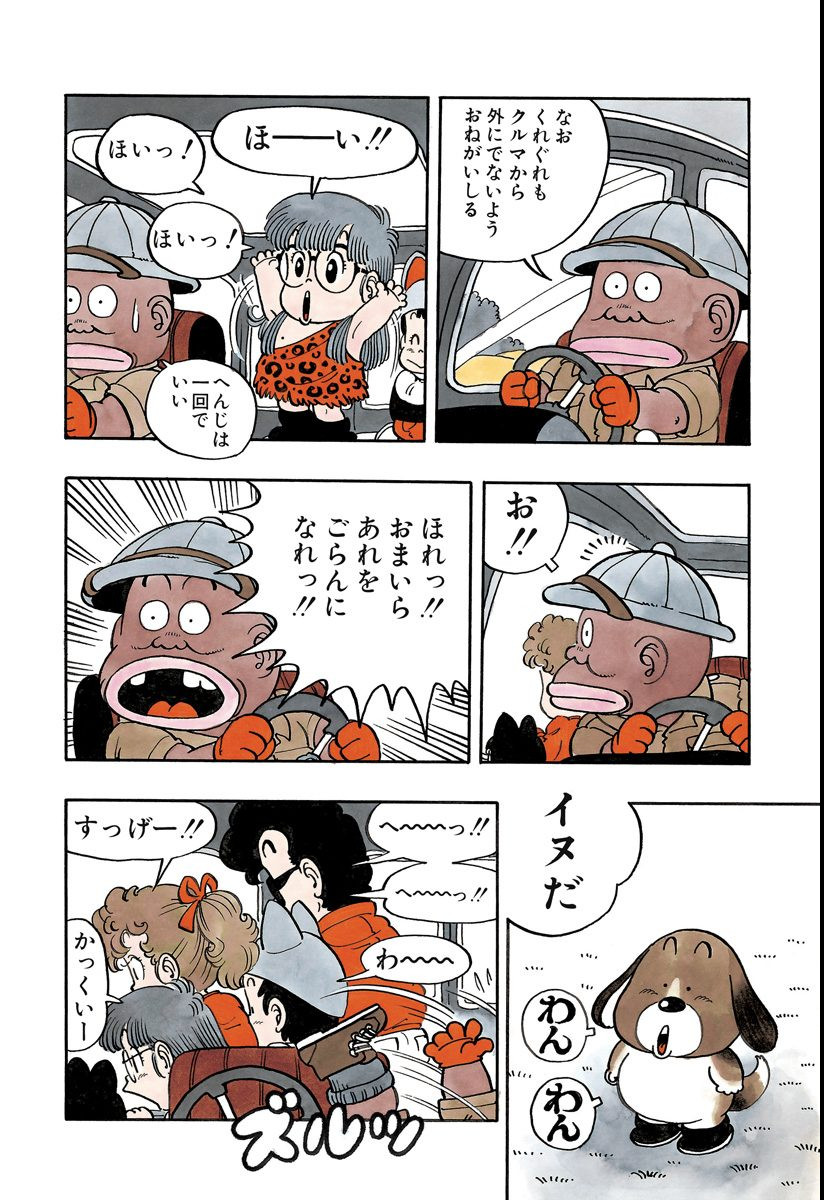 なお
くれぐれも
クルマから
外にでないよう
おねがいしる
ほーーい!!
ほいっ!
ほいっ!
へんじは
一回で
いい
お!!
ほれっ!!
おまいら
あれを
ごらんに
なれっ!!
イヌだ
わん
わん
へ〜〜〜っ!!
へ〜〜〜っ!!
わ〜〜〜
すっげー!!
かっくいー
ズルッ